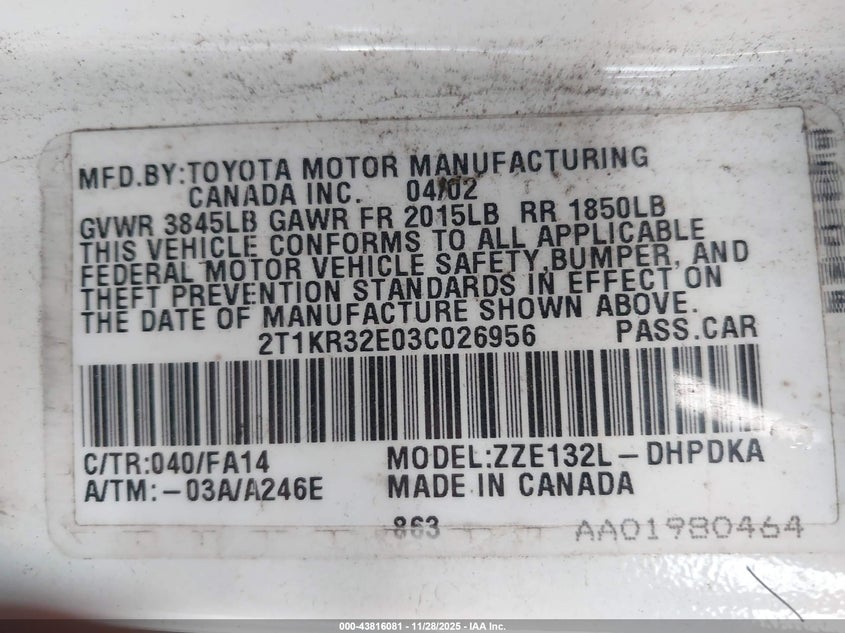 MFD.BY:TOYOTA MOTOR MANUFACTURING
CANADA INC. 04/02
GVWR 3845LB GAWR FR 2015LB RR 1850LB
THIS VEHICLE CONFORMS TO ALL APPLICABLE
FEDERAL MOTOR VEHICLE SAFETY,BUMPER, AND
THEFT PREVENTION STANDARDS IN EFFECT ON
THE DATE OF MANUFACTURE SHOWN ABOVE.
2T1KR32E03C026956 PASS.CAR
C/TR:040/FA14 MODEL:ZZE132L-DHPDKA
A/TM:-03A/A246E MADE IN CANADA
863 AA01980464
000-43816081 | 11/28/2025 - IAA Inc.